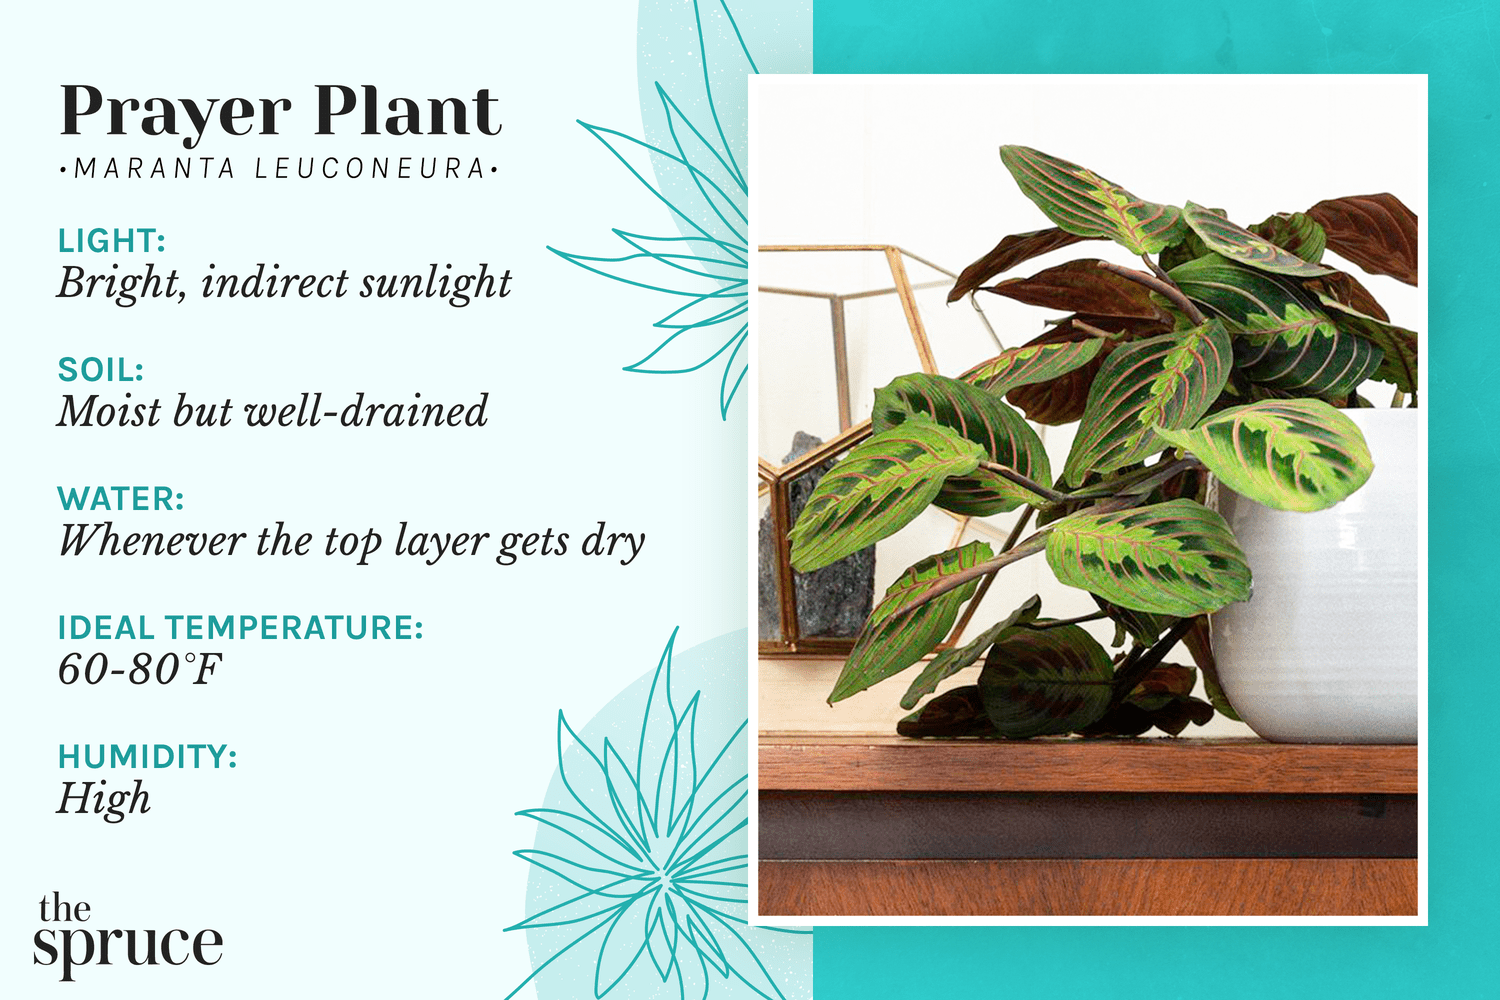 Prayer Plant
•MARANTA LEUCONEURA•
LIGHT:
Bright, indirect sunlight
SOIL:
Moist but well-drained
WATER:
Whenever the top layer gets dry
IDEAL TEMPERATURE:
60-80°F
HUMIDITY:
High
the
spruce